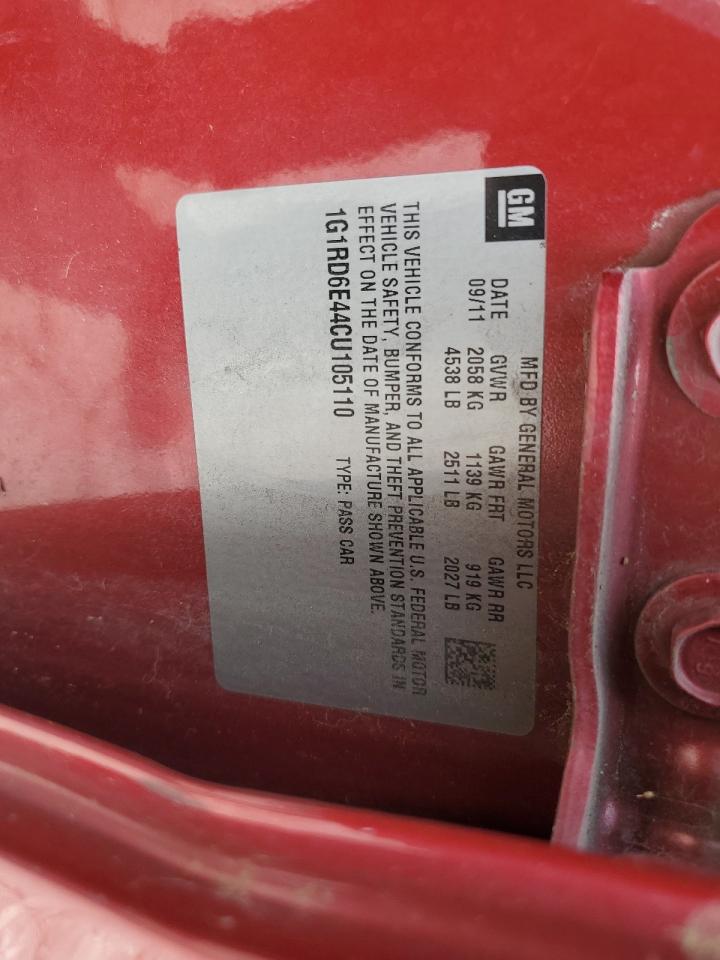 GM
MFD BY GENERAL MOTORS LLC
DATE GVWR GAWR FRT GAWR RR
09/11 2058 KG 1139 KG 919 KG
4538 LB 2511 LB 2027 LB
THIS VEHICLE CONFORMS TO ALL APPLICABLE U.S. FEDERAL MOTOR
VEHICLE SAFETY, BUMPER, AND THEFT PREVENTION STANDARDS IN
EFFECT ON THE DATE OF MANUFACTURE SHOWN ABOVE.
1G1RD6E44CU105110 TYPE: PASS CAR